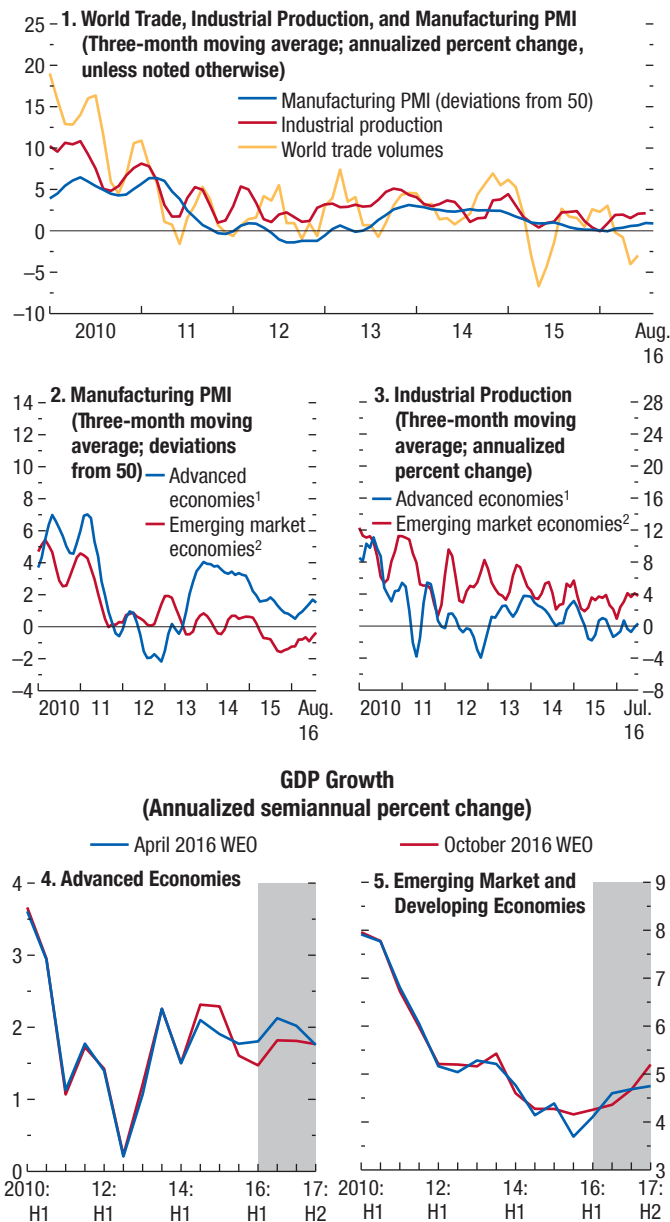 1. World Trade, Industrial Production, and Manufacturing PMI
(Three-month moving average; annualized percent change,
unless noted otherwise)
Manufacturing PMI (deviations from 50)
Industrial production
World trade volumes
25
20
15
10
5
0
–5
–10
2010 11 12 13 14 15 Aug.
16
2. Manufacturing PMI
(Three-month moving
average; deviations
from 50)
Advanced
economies¹
Emerging market
economies²
14
12
10
8
6
4
2
0
–2
–4
2010 11 12 13 14 15 Aug.
16
3. Industrial Production
(Three-month moving
average; annualized
percent change)
Advanced economies¹
Emerging market economies²
28
24
20
16
12
8
4
0
–4
–8
2010 11 12 13 14 15 Jul.
16
GDP Growth
(Annualized semiannual percent change)
April 2016 WEO
October 2016 WEO
4. Advanced Economies
4
3
2
1
0
2010: 12: 14: 16: 17:
H1 H1 H1 H1 H2
5. Emerging Market and
Developing Economies
9
8
7
6
5
4
3
2010: 12: 14: 16: 17:
H1 H1 H1 H1 H2